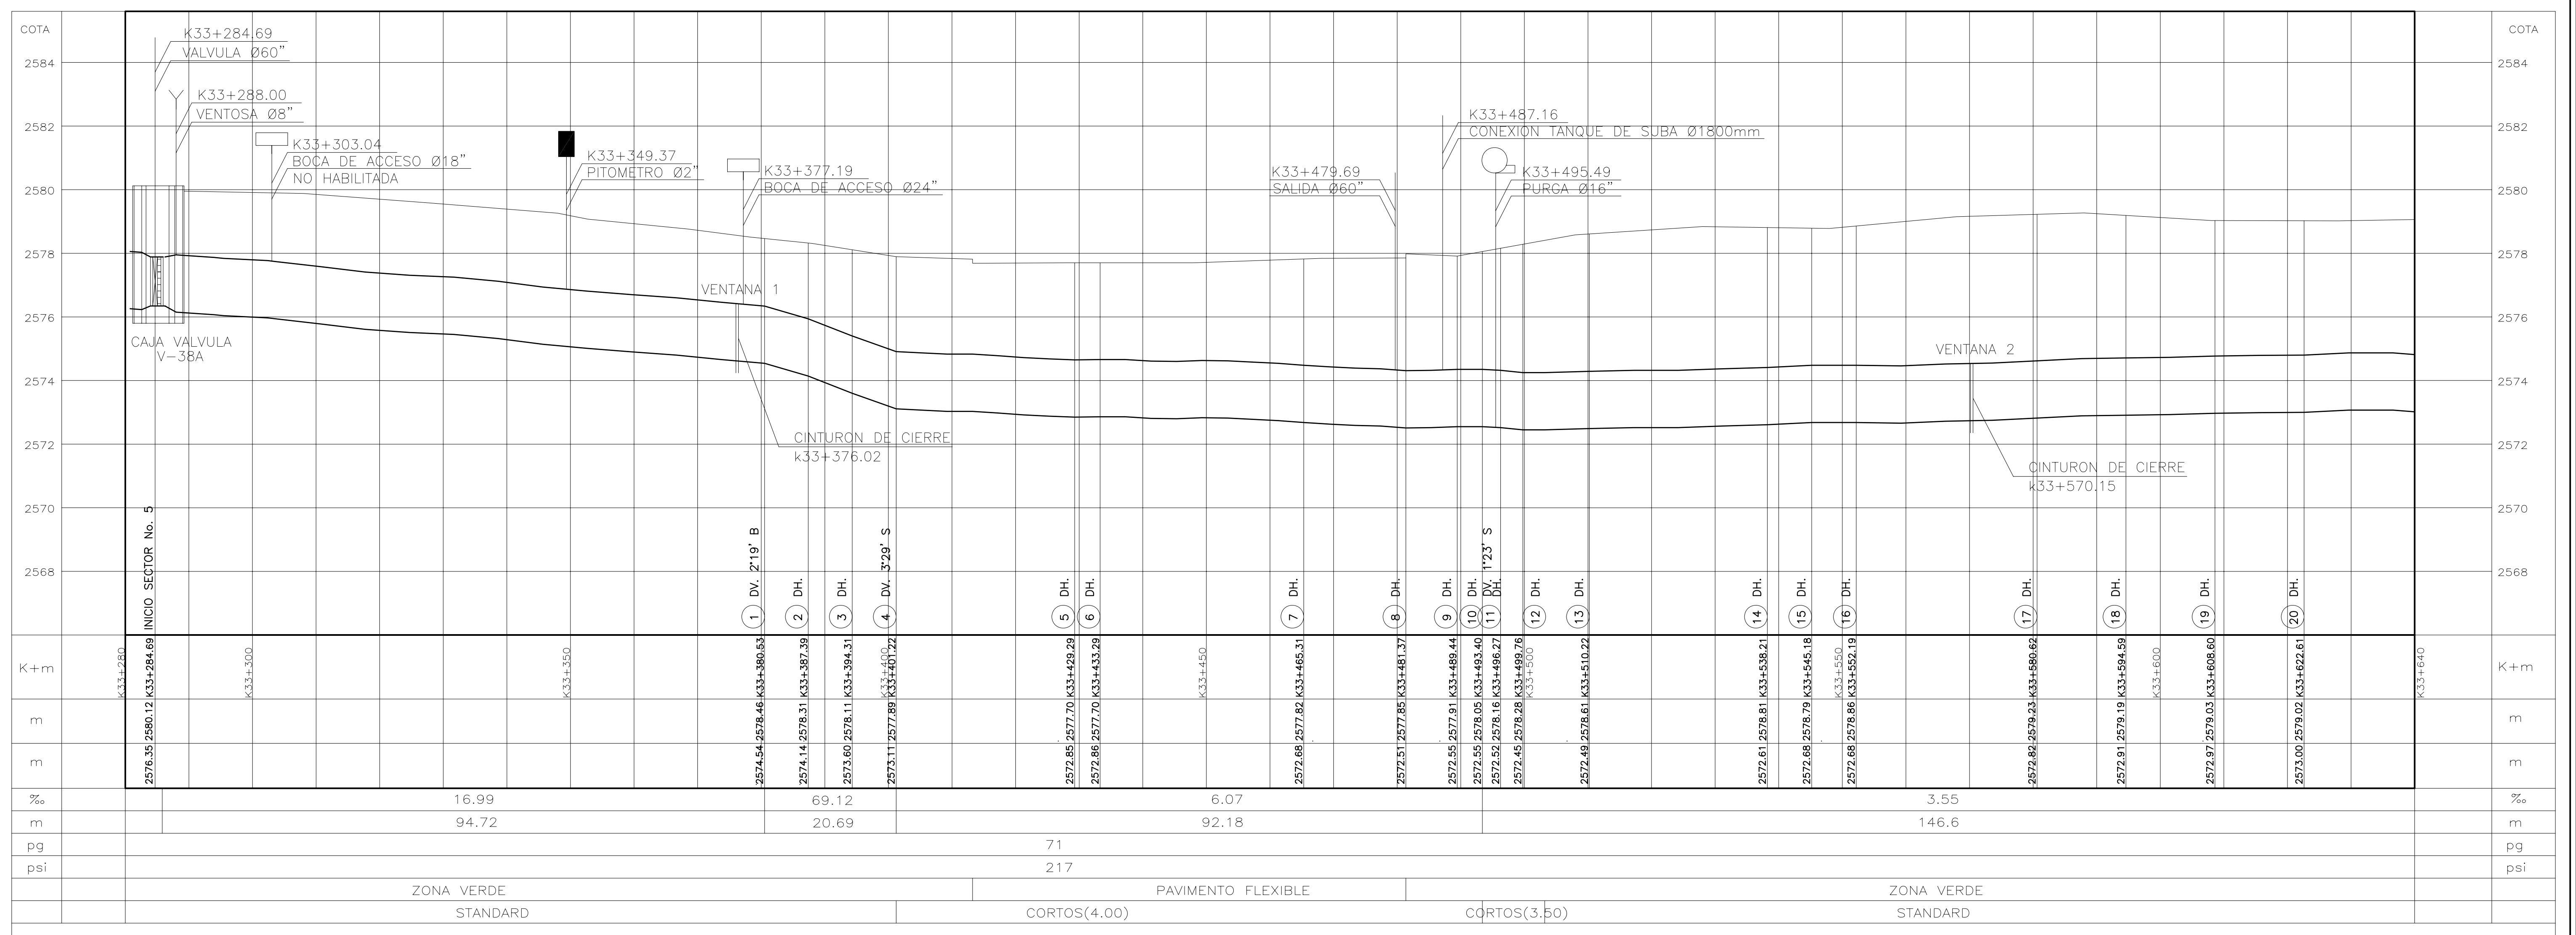 COTA
COTA
2584
2584
2582
2582
2580
2580
2578
2578
2576
2576
2574
2574
2572
2572
2570
2570
2568
2568
K33+284.69
VALVULA Ø60"
K33+288.00
VENTOSA Ø8"
K33+303.04
BOCA DE ACCESO Ø18"
NO HABILITADA
K33+349.37
PITOMETRO Ø2"
K33+377.19
BOCA DE ACCESO Ø24"
K33+479.69
SALIDA Ø60"
K33+487.16
CONEXION TANQUE DE SUBA Ø1800mm
K33+495.49
PURGA Ø16"
CAJA VALVULA
V-38A
VENTANA 1
CINTURON DE CIERRE
k33+376.02
VENTANA 2
CINTURON DE CIERRE
k33+570.15
INICIO SECTOR No. 5
1 DV. 2°19' B
2 DH.
3 DH.
4 DV. 3°29' S
5 DH.
6 DH.
7 DH.
8 DH.
9 DH.
10 DH.
DV. 1°23' S
11 DH.
12 DH.
13 DH.
14 DH.
15 DH.
16 DH.
17 DH.
18 DH.
19 DH.
20 DH.
K+m
K33+280
K33+284.69
K33+300
K33+350
K33+380.53
K33+387.39
K33+394.31
K33+400
K33+401.22
K33+429.29
K33+433.29
K33+450
K33+465.31
K33+481.37
K33+489.44
K33+493.40
K33+496.27
K33+499.76
K33+500
K33+510.22
K33+538.21
K33+545.18
K33+550
K33+552.19
K33+580.62
K33+594.59
K33+600
K33+608.60
K33+622.61
K33+640
K+m
m
2580.12
2578.46
2578.31
2578.11
2577.89
2577.70
2577.70
2577.82
2577.85
2577.91
2578.05
2578.16
2578.28
2578.61
2578.81
2578.79
2578.86
2579.23
2579.19
2579.03
2579.02
m
m
2576.35
2574.54
2574.14
2573.60
2573.11
2572.85
2572.86
2572.68
2572.51
2572.55
2572.55
2572.52
2572.45
2572.49
2572.61
2572.68
2572.68
2572.82
2572.91
2572.97
2573.00
m
‰ 16.99 69.12 6.07 3.55 ‰
m 94.72 20.69 92.18 146.6 m
pg 71 pg
psi 217 psi
ZONA VERDE PAVIMENTO FLEXIBLE ZONA VERDE
STANDARD CORTOS(4.00) CORTOS(3.50) STANDARD